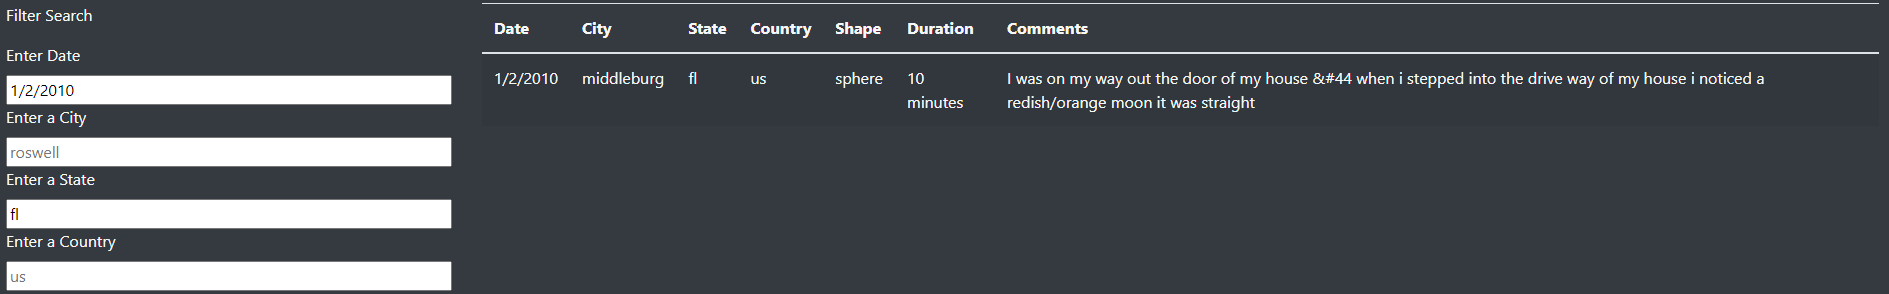 Filter Search
Enter Date
1/2/2010
Enter a City
roswell
Enter a State
fl
Enter a Country
us
Date City State Country Shape Duration Comments
1/2/2010 middleburg fl us sphere 10 I was on my way out the door of my house &#44 when i stepped into the drive way of my house i noticed a
minutes redish/orange moon it was straight